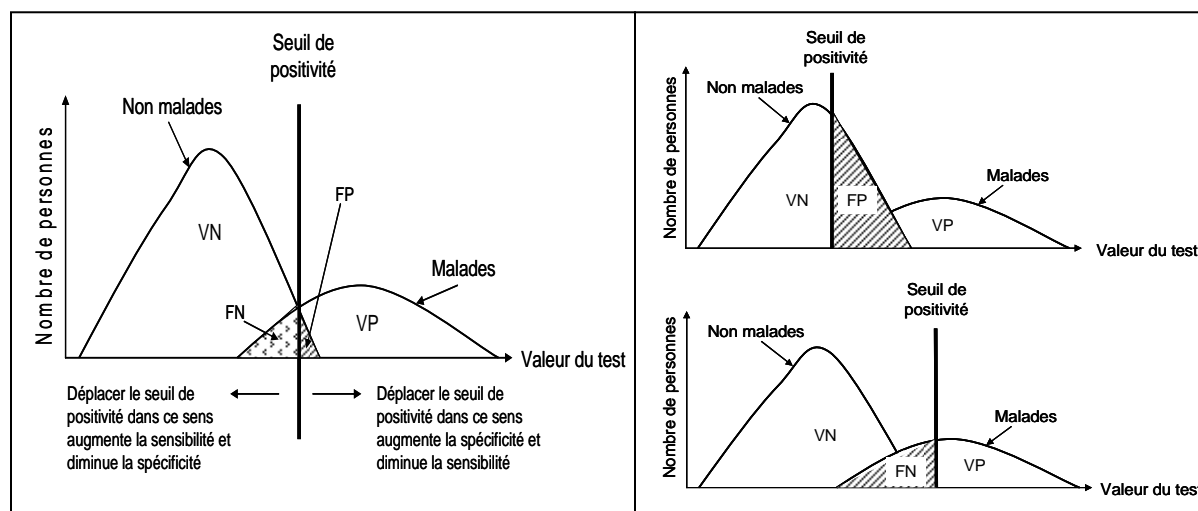 Seuil de
positivité
Nombre de personnes
Non malades
FP
VN
Malades
FN
VP
Valeur du test
Déplacer le seuil de
positivité dans ce sens
augmente la sensibilité et
diminue la spécificité
Déplacer le seuil de
positivité dans ce sens
augmente la spécificité et
diminue la sensibilité
Seuil de
positivité
Nombre de personnes
Non malades
Malades
VN
FP
VP
Valeur du test
Seuil de
positivité
Nombre de personnes
Non malades
Malades
VN
FN
VP
Valeur du test